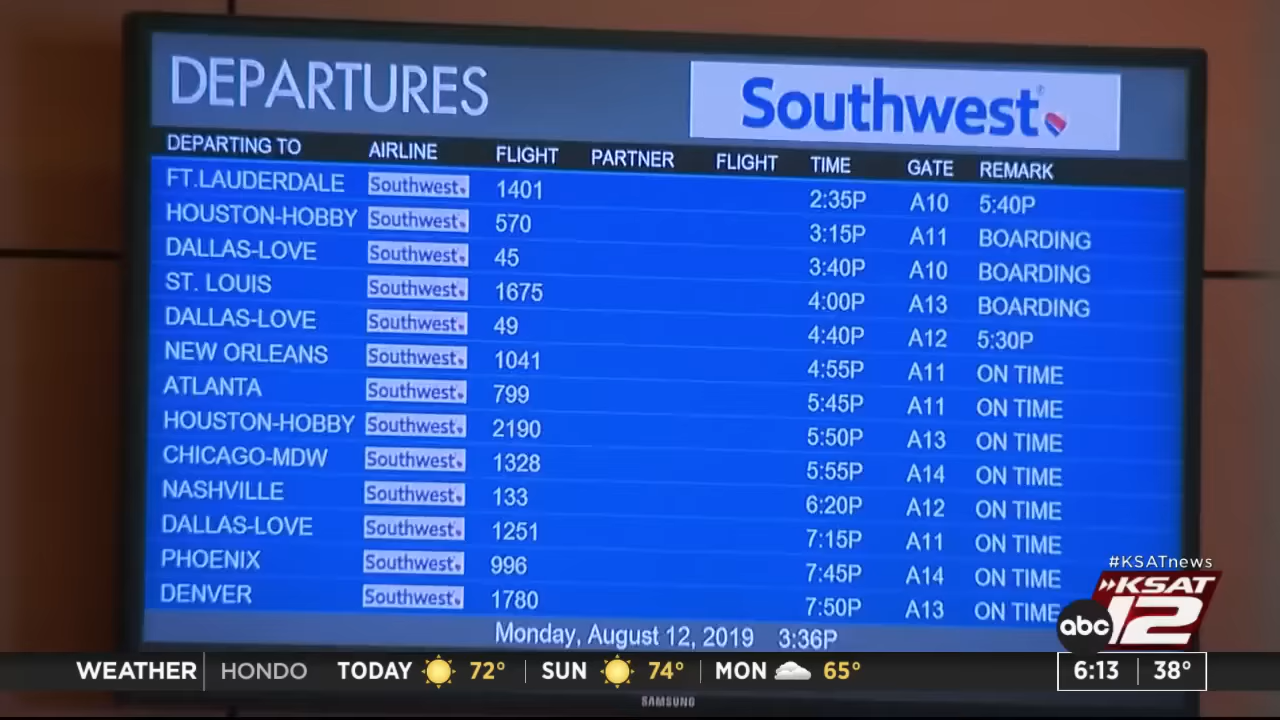 DEPARTURES
Southwest®
DEPARTING TO AIRLINE FLIGHT PARTNER FLIGHT TIME GATE REMARK
FT.LAUDERDALE Southwest 1401 2:35P A10 5:40P
HOUSTON-HOBBY Southwest 570 3:15P A11 BOARDING
DALLAS-LOVE Southwest 45 3:40P A10 BOARDING
ST. LOUIS Southwest 1675 4:00P A13 BOARDING
DALLAS-LOVE Southwest 49 4:40P A12 5:30P
NEW ORLEANS Southwest 1041 4:55P A11 ON TIME
ATLANTA Southwest 799 5:45P A11 ON TIME
HOUSTON-HOBBY Southwest 2190 5:50P A13 ON TIME
CHICAGO-MDW Southwest 1328 5:55P A14 ON TIME
NASHVILLE Southwest 133 6:20P A12 ON TIME
DALLAS-LOVE Southwest 1251 7:15P A11 ON TIME
PHOENIX Southwest 996 7:45P A14 ON TIME
DENVER Southwest 1780 7:50P A13 ON TIME
Monday, August 12, 2019 3:36P
#KSATnews
KSAT
abc 12
WEATHER HONDO TODAY 72° SUN 74° MON 65° 6:13 38°
SAMSUNG